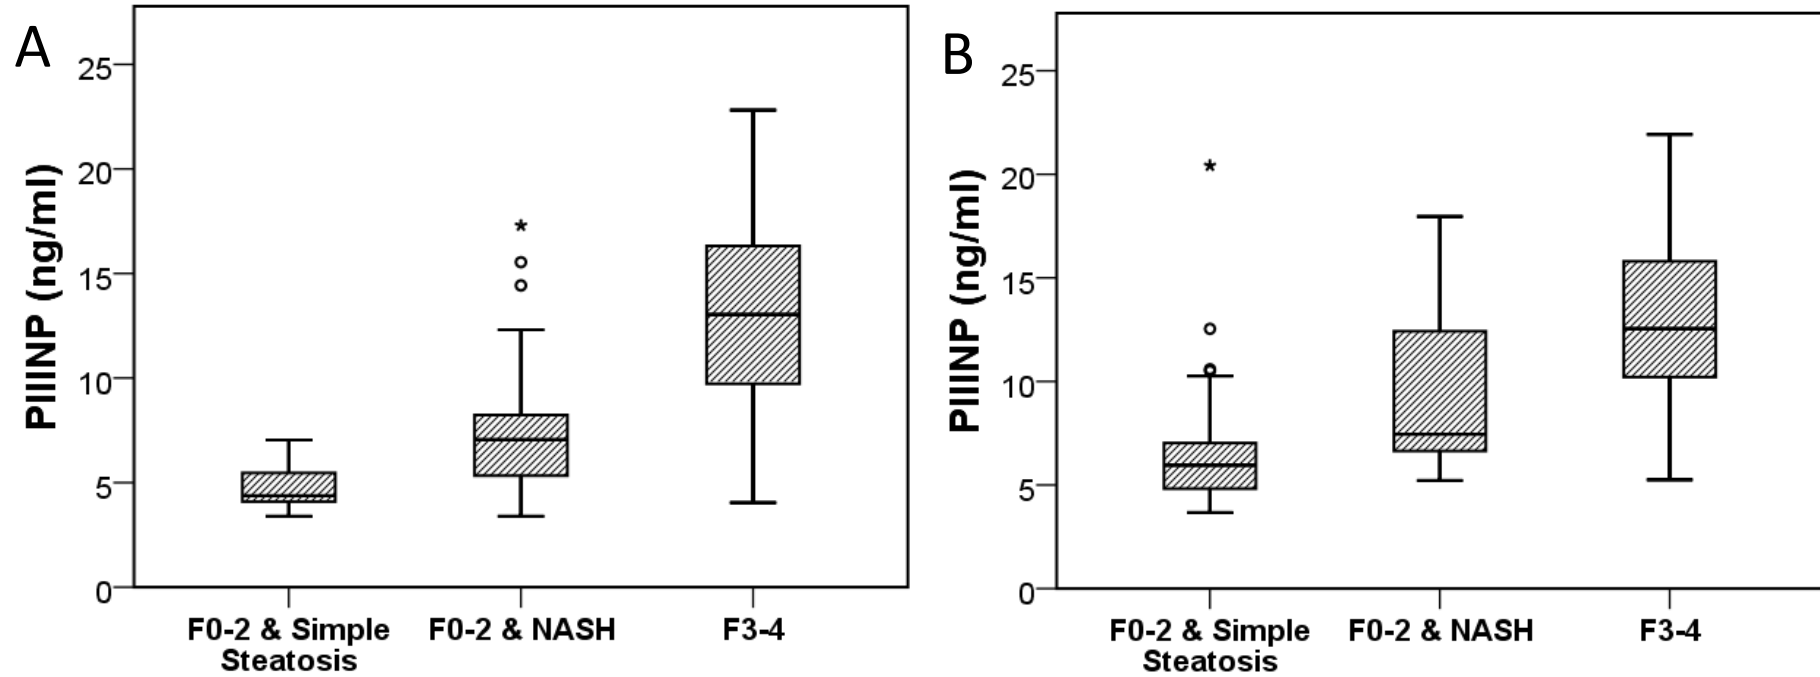 A
PIIINP (ng/ml)
25
20
15
10
5
0
F0-2 & Simple
Steatosis
F0-2 & NASH
F3-4
*
B
PIIINP (ng/ml)
25
20
15
10
5
0
F0-2 & Simple
Steatosis
F0-2 & NASH
F3-4
*